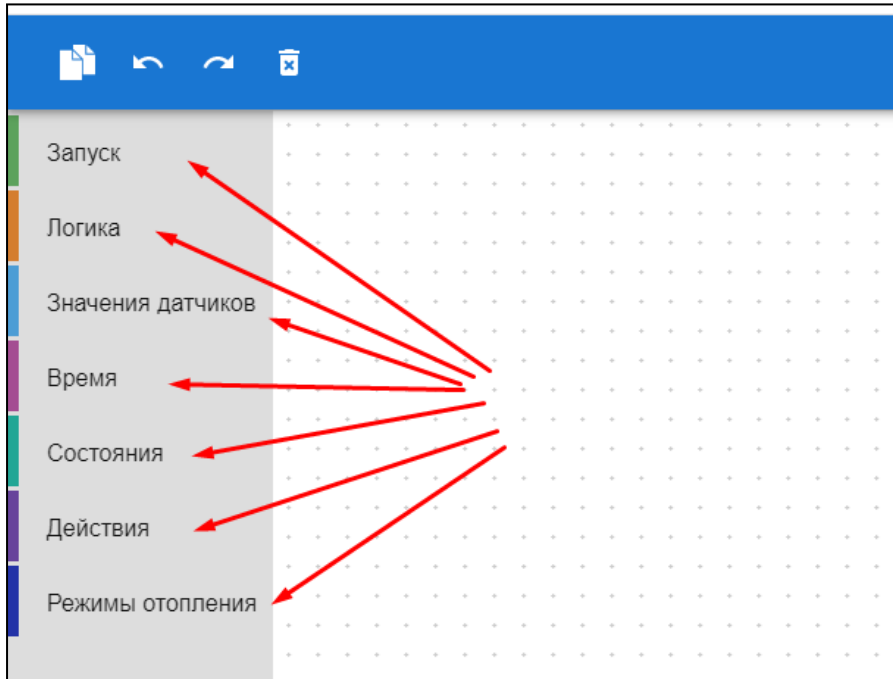 Запуск
Логика
Значения датчиков
Время
Состояния
Действия
Режимы отопления